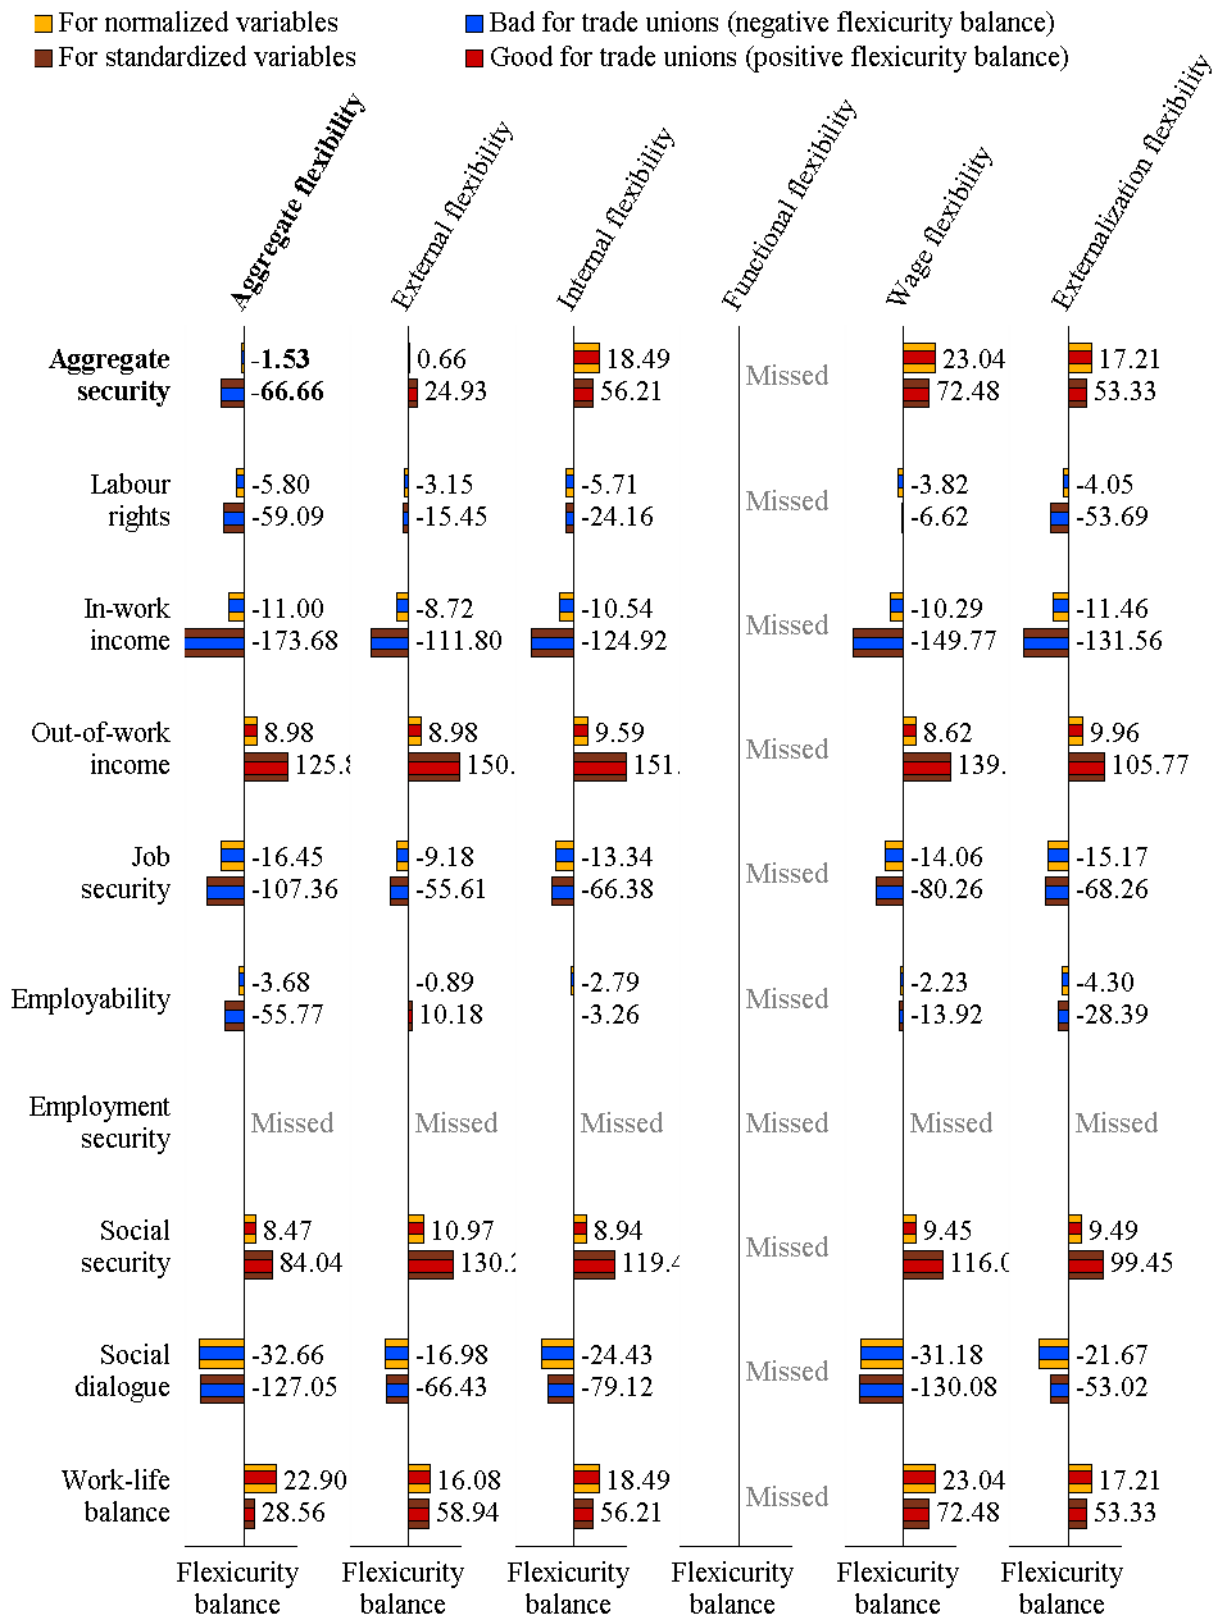 For normalized variables
Bad for trade unions (negative flexicurity balance)
For standardized variables
Good for trade unions (positive flexicurity balance)
Aggregate flexibility
External flexibility
Internal flexibility
Functional flexibility
Wage flexibility
Externalization flexibility
Aggregate security
-1.53 0.66 18.49 Missed 23.04 17.21
-66.66 24.93 56.21 72.48 53.33
Labour rights
-5.80 -3.15 -5.71 Missed -3.82 -4.05
-59.09 -15.45 -24.16 -6.62 -53.69
In-work income
-11.00 -8.72 -10.54 Missed -10.29 -11.46
-173.68 -111.80 -124.92 -149.77 -131.56
Out-of-work income
8.98 8.98 9.59 Missed 8.62 9.96
125.8 150. 151. 139. 105.77
Job security
-16.45 -9.18 -13.34 Missed -14.06 -15.17
-107.36 -55.61 -66.38 -80.26 -68.26
Employability
-3.68 -0.89 -2.79 Missed -2.23 -4.30
-55.77 10.18 -3.26 -13.92 -28.39
Employment security
Missed Missed Missed Missed Missed Missed
Social security
8.47 10.97 8.94 Missed 9.45 9.49
84.04 130. 119.4 116.0 99.45
Social dialogue
-32.66 -16.98 -24.43 Missed -31.18 -21.67
-127.05 -66.43 -79.12 -130.08 -53.02
Work-life balance
22.90 16.08 18.49 Missed 23.04 17.21
28.56 58.94 56.21 72.48 53.33
Flexicurity Flexicurity Flexicurity Flexicurity Flexicurity Flexicurity
balance balance balance balance balance balance